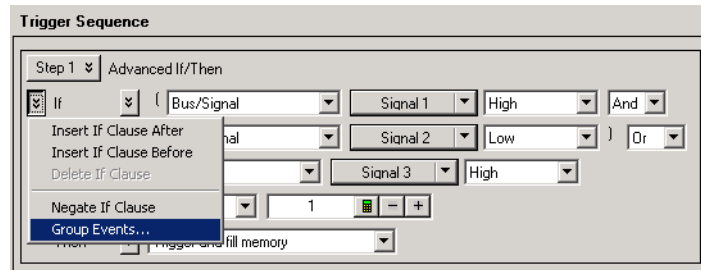 Trigger Sequence
Step 1 Advanced If/Then
If ( Bus/Signal Signal 1 High And
Insert If Clause After
Signal 2 Low ) Or
Insert If Clause Before
Delete If Clause
Signal 3 High
Negate If Clause
1 - +
Group Events...
Then Trigger and fill memory